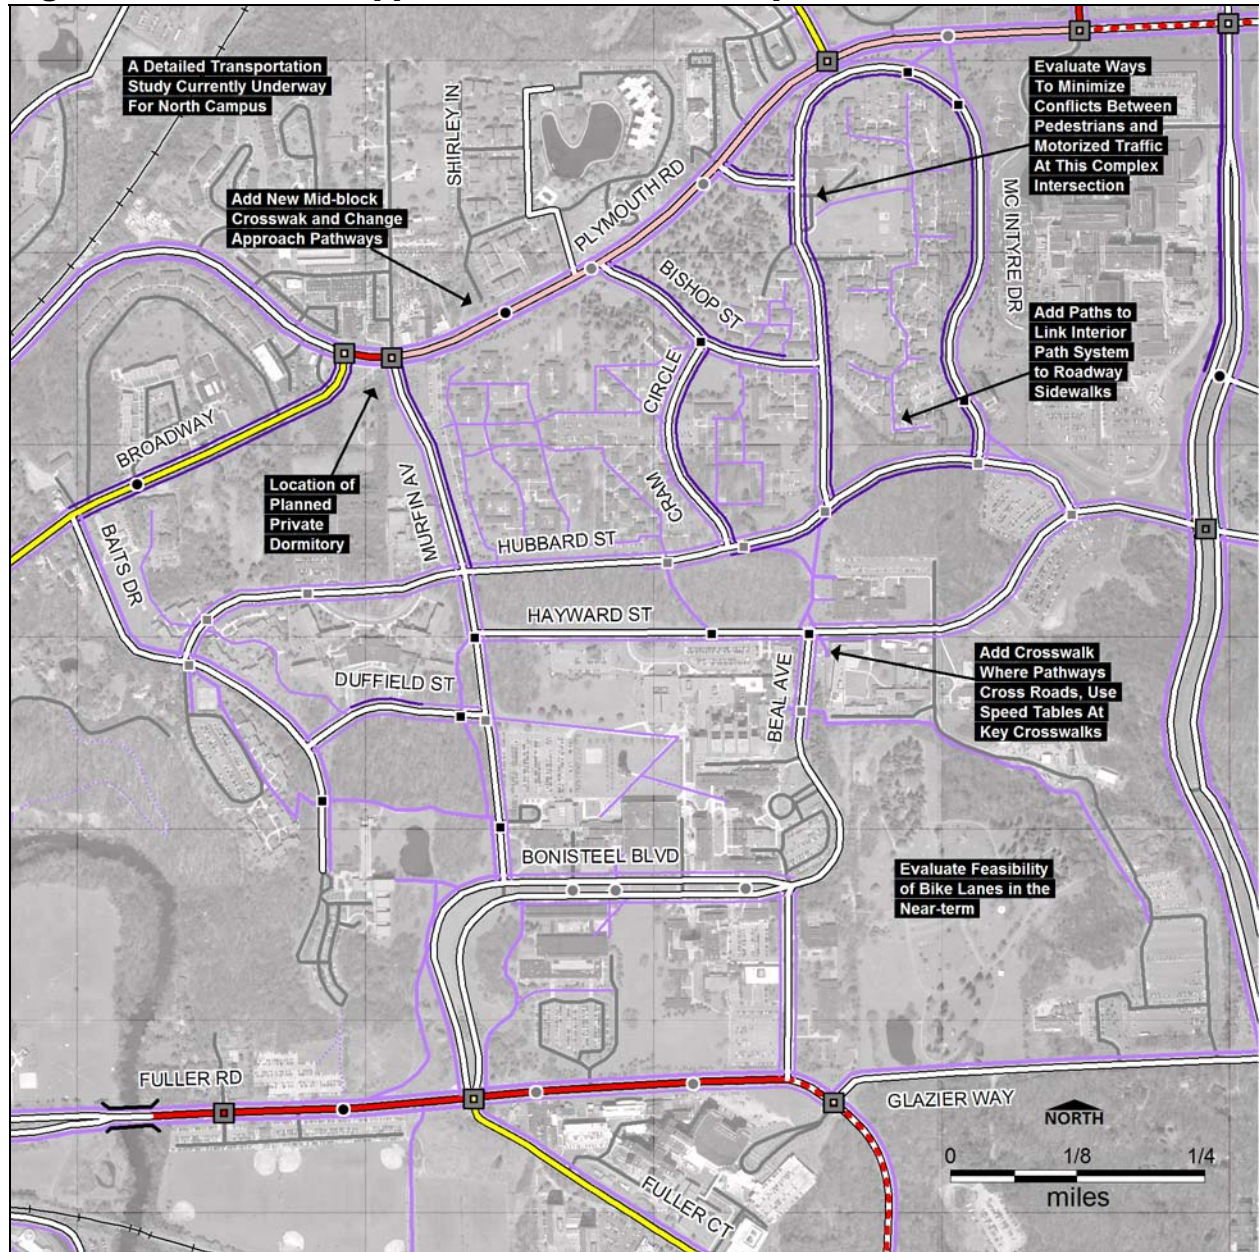 A Detailed Transportation
Study Currently Underway
For North Campus
SHIRLEY LN
Evaluate Ways
To Minimize
Conflicts Between
Pedestrians and
Motorized Traffic
At This Complex
Intersection
Add New Mid-block
Crosswak and Change
Approach Pathways
PLYMOUTH RD
MC INTYRE DR
BISHOP ST
Add Paths to
Link Interior
Path System
to Roadway
Sidewalks
CRAM CIRCLE
BROADWAY
Location of
Planned
Private
Dormitory
MURFIN AV
BAITS DR
HUBBARD ST
HAYWARD ST
DUFFIELD ST
BEAL AVE
Add Crosswalk
Where Pathways
Cross Roads, Use
Speed Tables At
Key Crosswalks
BONISTEEL BLVD
Evaluate Feasibility
of Bike Lanes in the
Near-term
FULLER RD
GLAZIER WAY
NORTH
FULLER CT
0 1/8 1/4
miles